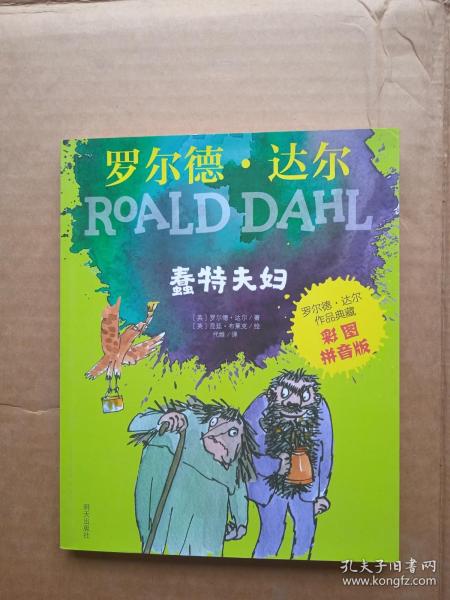 罗尔德·达尔
ROALD DAHL
蠢特夫妇
[英]罗尔德·达尔/著
[英]昆廷·布莱克/绘
代维/译
罗尔德·达尔
作品典藏
彩图
拼音版
明天出版社
孔夫子旧书网
www.kongfz.com